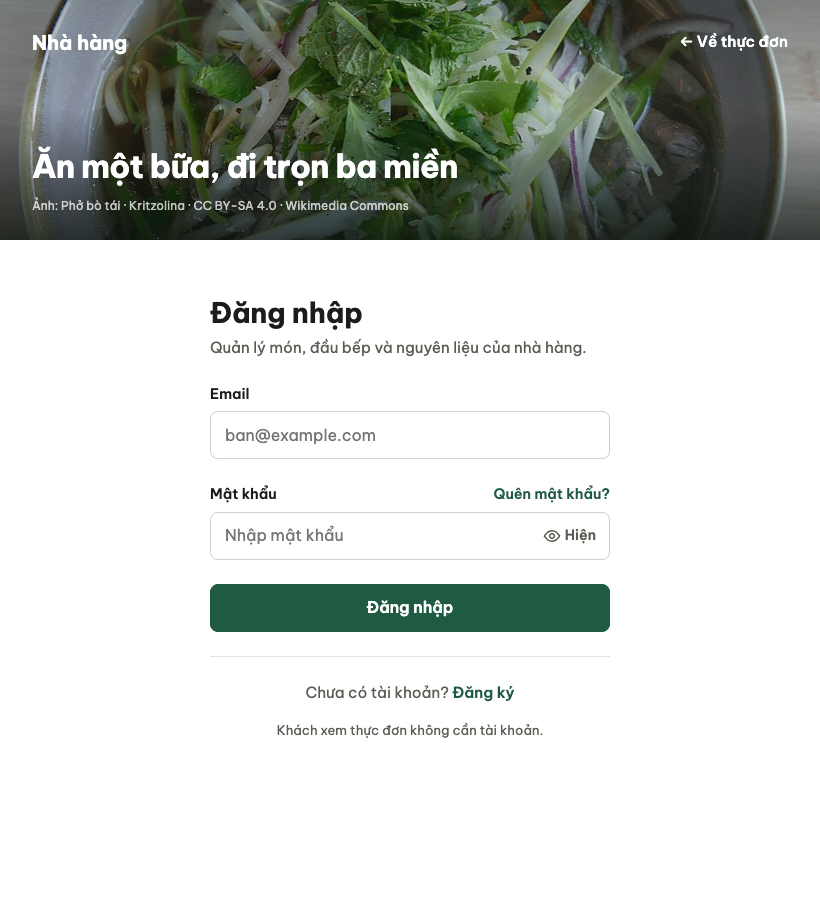 Nhà hàng
← Về thực đơn
Ăn một bữa, đi trọn ba miền
Ảnh: Phở bò tái · Kritzolina · CC BY-SA 4.0 · Wikimedia Commons
Đăng nhập
Quản lý món, đầu bếp và nguyên liệu của nhà hàng.
Email
ban@example.com
Mật khẩu
Quên mật khẩu?
Nhập mật khẩu
Hiện
Đăng nhập
Chưa có tài khoản? Đăng ký
Khách xem thực đơn không cần tài khoản.